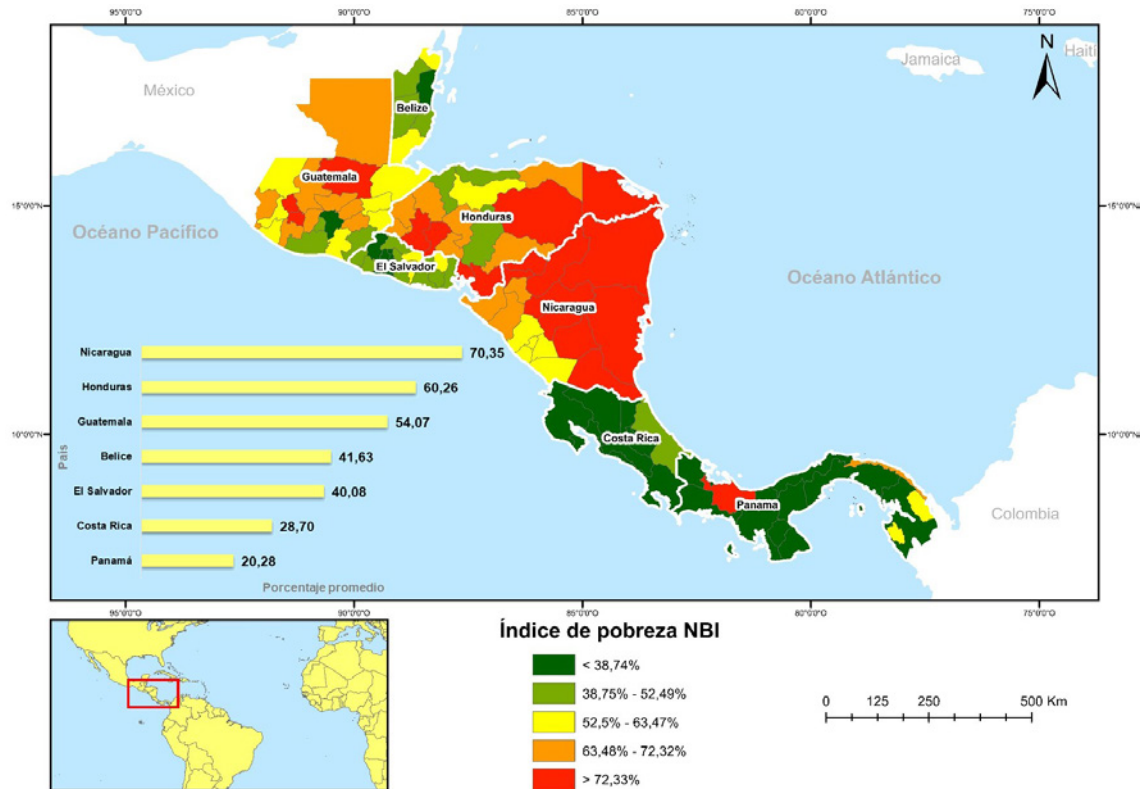 95°0'0"O 90°0'0"O 85°0'0"O 80°0'0"O 75°0'0"O
N
Jamaica
Haití
México
Belize
Guatemala
15°0'0"N
15°0'0"N
Honduras
Océano Pacífico
El Salvador
Océano Atlántico
Nicaragua
Nicaragua 70,35
Honduras 60,26
Guatemala 54,07
Belice 41,63
El Salvador 40,08
Costa Rica 28,70
Panamá 20,28
País
Porcentaje promedio
10°0'0"N
10°0'0"N
Costa Rica
Panama
Colombia
95°0'0"O 90°0'0"O 85°0'0"O 80°0'0"O 75°0'0"O
Índice de pobreza NBI
< 38,74%
38,75% - 52,49%
52,5% - 63,47%
63,48% - 72,32%
> 72,33%
0 125 250 500 Km